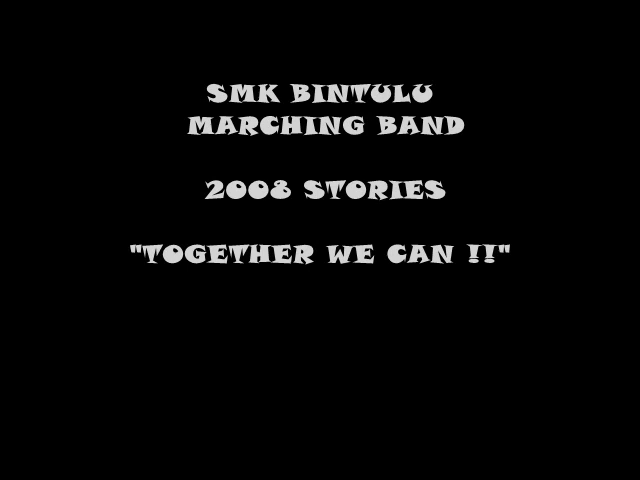 SMK BINTULU
MARCHING BAND
2008 STORIES
"TOGETHER WE CAN !!"